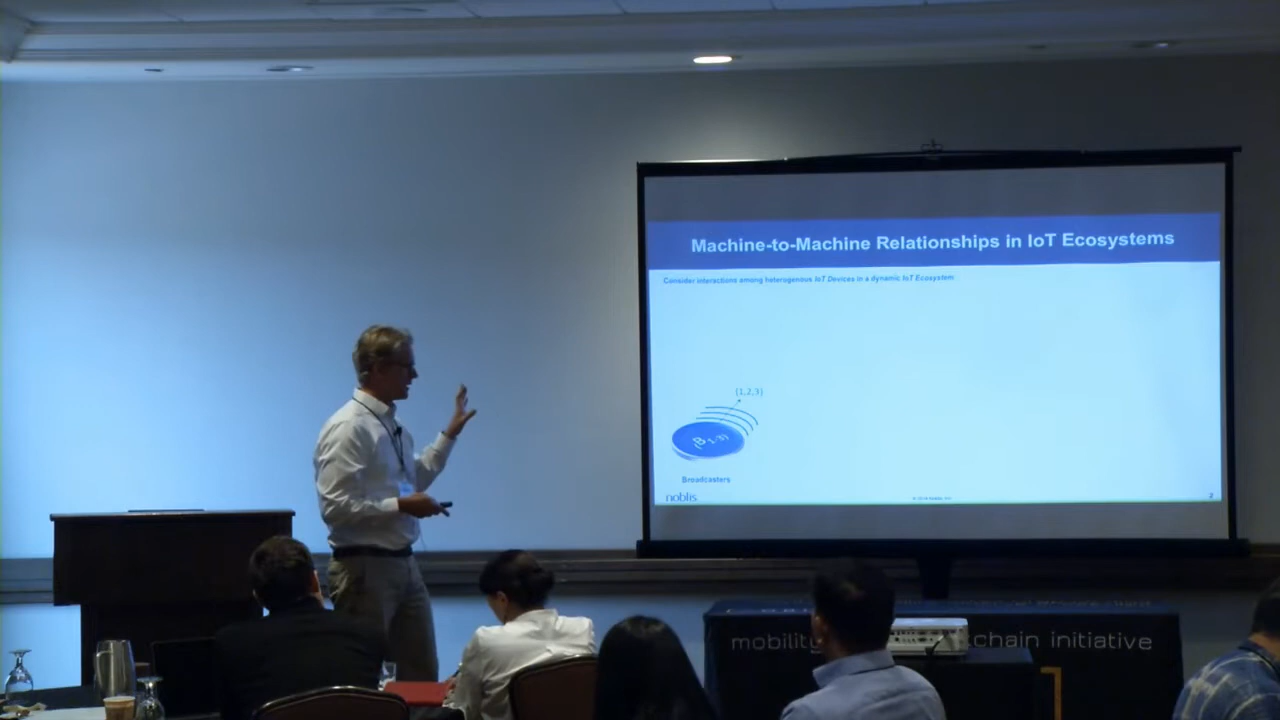 Machine-to-Machine Relationships in IoT Ecosystems
Consider interactions among heterogenous IoT Devices in a dynamic IoT Ecosystem
{1,2,3}
Broadcasters
noblis
2
mobility
chain initiative